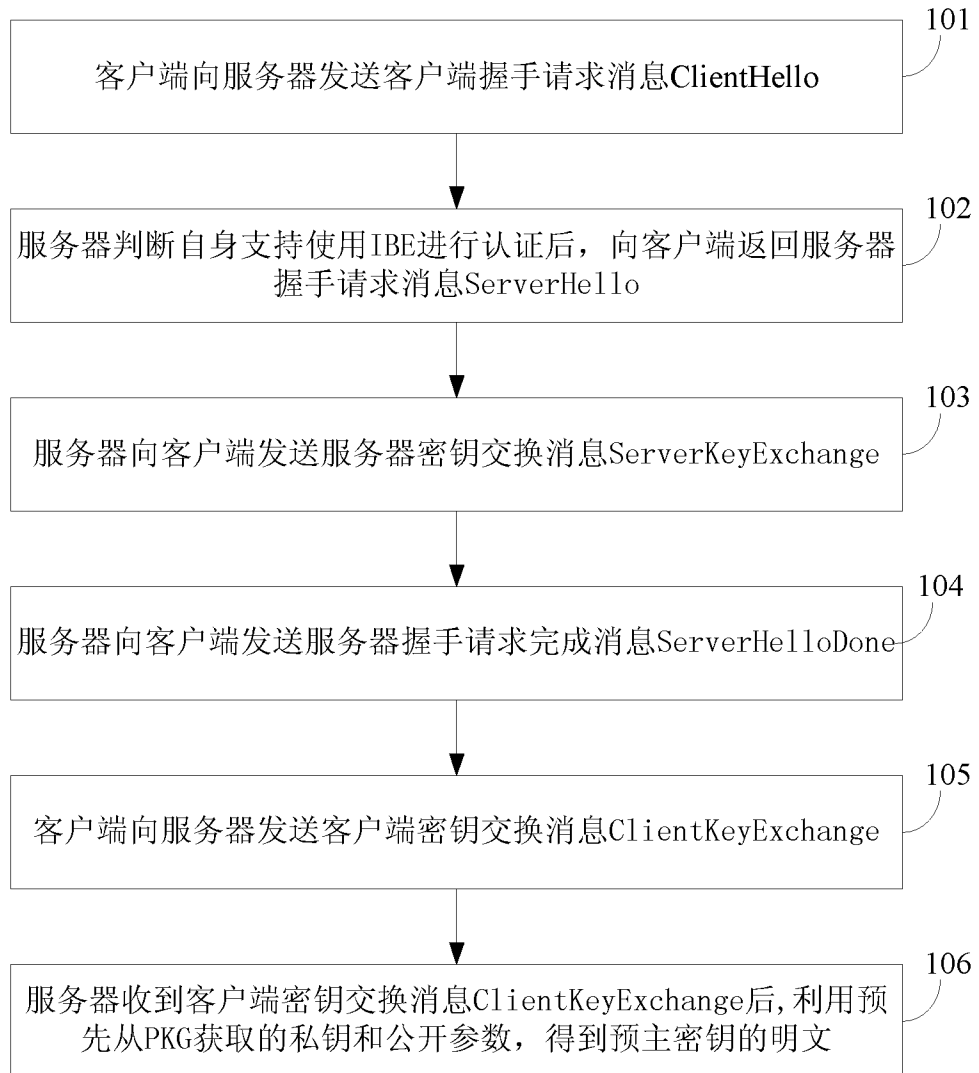 101
客户端向服务器发送客户端握手请求消息ClientHello
102
服务器判断自身支持使用IBE进行认证后，向客户端返回服务器
握手请求消息ServerHello
103
服务器向客户端发送服务器密钥交换消息ServerKeyExchange
104
服务器向客户端发送服务器握手请求完成消息ServerHelloDone
105
客户端向服务器发送客户端密钥交换消息ClientKeyExchange
106
服务器收到客户端密钥交换消息ClientKeyExchange后,利用预
先从PKG获取的私钥和公开参数，得到预主密钥的明文